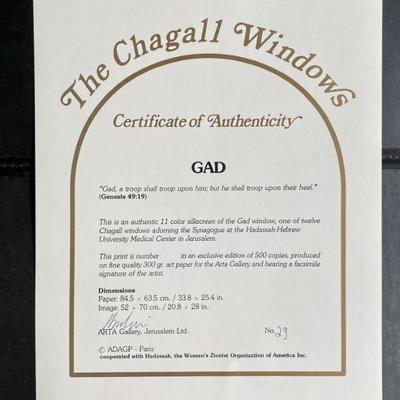 The Chagall Windows
Certificate of Authenticity
GAD
"Gad, a troop shall troop upon him; but he shall troop upon their heel."
(Genesis 49:19)
This is an authentic 11 color silkscreen of the Gad window, one of twelve
Chagall windows adorning the Synagogue at the Hadassah-Hebrew
University Medical Center in Jerusalem.
This print is number in an exclusive edition of 500 copies, produced
on fine quality 300 gr. art paper for the Arta Gallery and bearing a facsimile
signature of the artist.
Dimensions
Paper: 84.5 × 63.5 cm. / 33.8 × 25.4 in.
Image: 52 × 70 cm. / 20.8 × 28 in.
ARTA Gallery, Jerusalem Ltd.
No. 29
© ADAGP - Paris
cooperated with Hadassah, the Women's Zionist Organization of America Inc.